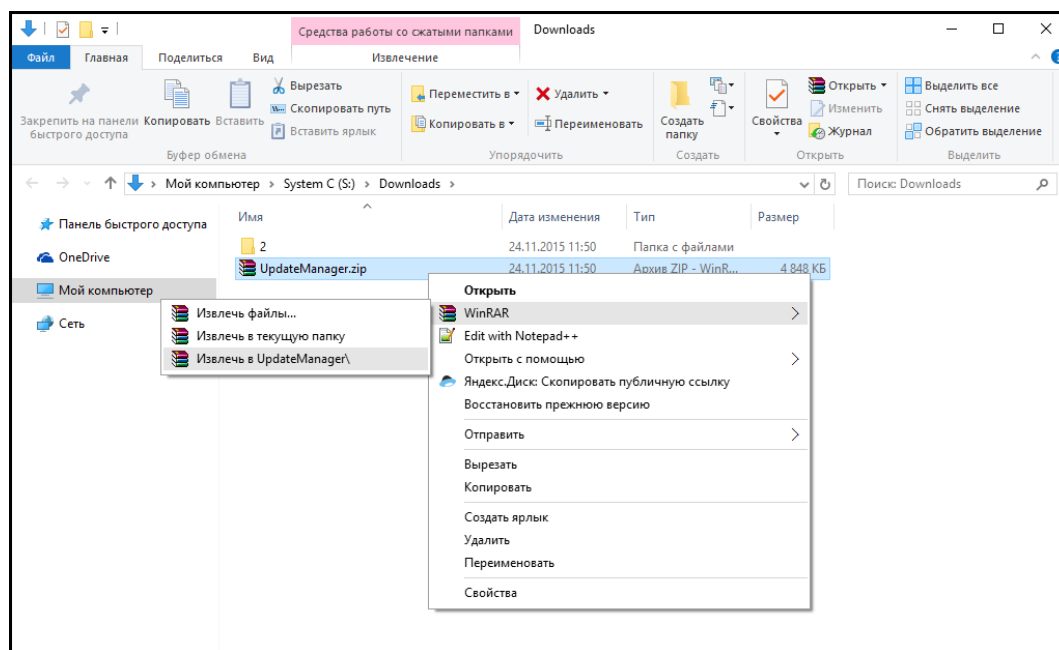 Средства работы со сжатыми папками
Downloads
Файл
Главная
Поделиться
Вид
Извлечение
Закрепить на панели
быстрого доступа
Копировать
Вставить
Вырезать
Скопировать путь
Вставить ярлык
Буфер обмена
Переместить в
Копировать в
Удалить
Переименовать
Упорядочить
Создать
папку
Создать
Свойства
Открыть
Изменить
Журнал
Открыть
Выделить все
Снять выделение
Обратить выделение
Выделить
Мой компьютер > System C (S:) > Downloads >
Поиск: Downloads
Панель быстрого доступа
OneDrive
Мой компьютер
Сеть
Имя
Дата изменения
Тип
Размер
2
24.11.2015 11:50
Папка с файлами
UpdateManager.zip
24.11.2015 11:50
Архив ZIP - WinR...
4 848 КБ
Извлечь файлы...
Извлечь в текущую папку
Извлечь в UpdateManager\
Открыть
WinRAR
Edit with Notepad++
Открыть с помощью
Яндекс.Диск: Скопировать публичную ссылку
Восстановить прежнюю версию
Отправить
Вырезать
Копировать
Создать ярлык
Удалить
Переименовать
Свойства